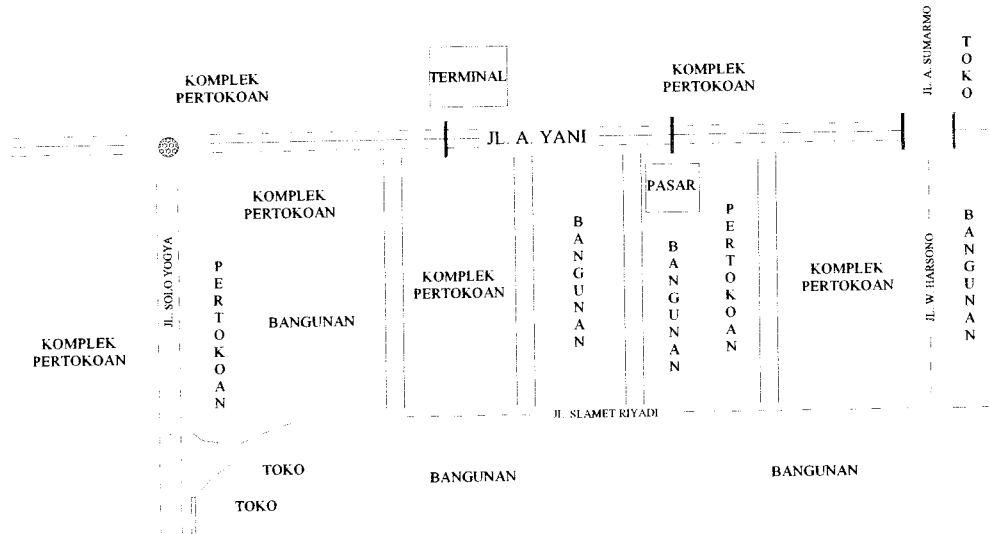 JL. A. SUMARMO
TOKO
KOMPLEK
PERTOKOAN
TERMINAL
KOMPLEK
PERTOKOAN
JL. A. YANI
KOMPLEK
PERTOKOAN
PASAR
JL. SOLO YOGYA
PERTOKOAN
BANGUNAN
KOMPLEK
PERTOKOAN
BANGUNAN
BANGUNAN
PERTOKOAN
KOMPLEK
PERTOKOAN
JL. W. HARSONO
BANGUNAN
KOMPLEK
PERTOKOAN
JL. SLAMET RIYADI
TOKO
BANGUNAN
BANGUNAN
TOKO